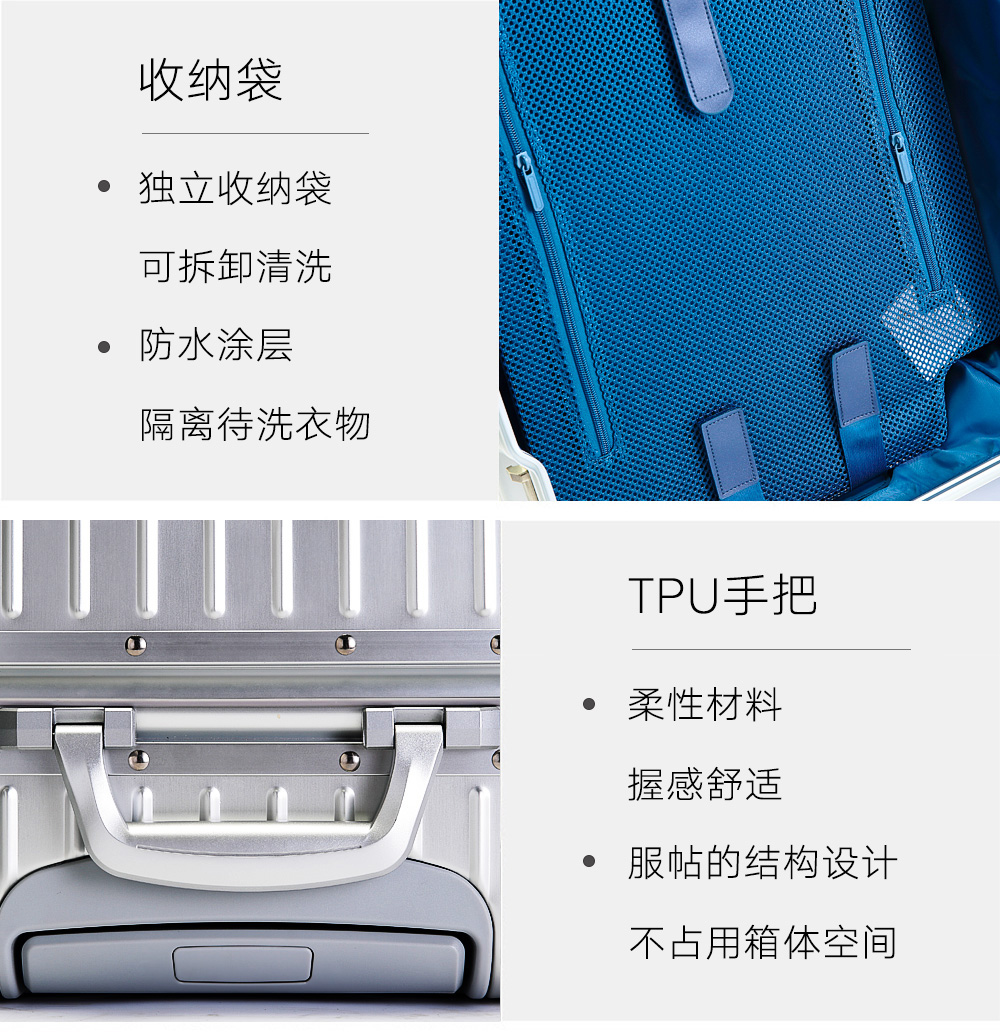 收纳袋
独立收纳袋
可拆卸清洗
防水涂层
隔离待洗衣物
TPU手把
柔性材料
握感舒适
服帖的结构设计
不占用箱体空间